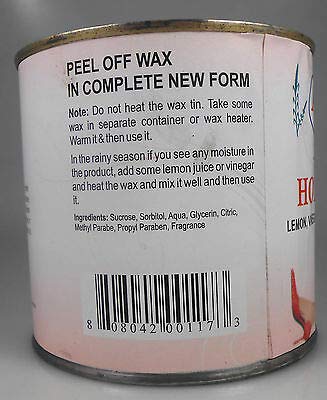 PEEL OFF WAX
IN COMPLETE NEW FORM
Note: Do not heat the wax tin. Take some
wax in separate container or wax heater.
Warm it & then use it.
In the rainy season if you see any moisture in
the product, add some lemon juice or vinegar
and heat the wax and mix it well and then use
it.
Ingredients: Sucrose, Sorbitol, Aqua, Glycerin, Citric,
Methyl Parabe, Propyl Paraben, Fragrance
8 08042 00117 3
HO
LEMON,